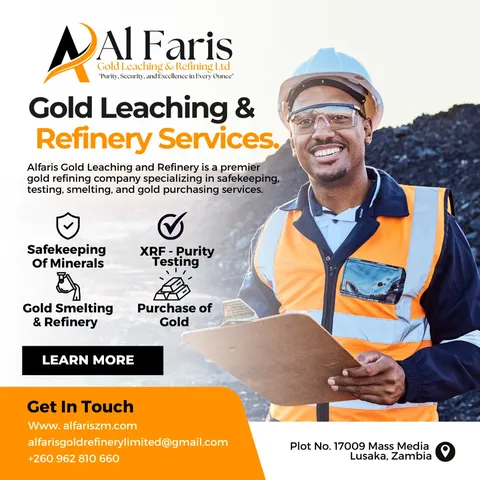 Al Faris
Gold Leaching & Refining Ltd
"Purity, Security, and Excellence in Every Ounce"
Gold Leaching &
Refinery Services.
Alfaris Gold Leaching and Refinery is a premier
gold refining company specializing in safekeeping,
testing, smelting, and gold purchasing services.
Safekeeping
Of Minerals
XRF - Purity
Testing
Gold Smelting
& Refinery
Purchase of
Gold
LEARN MORE
Get In Touch
Www. alfariszm.com
alfarisgoldrefinerylimited@gmail.com
+260 962 810 660
Plot No. 17009 Mass Media
Lusaka, Zambia